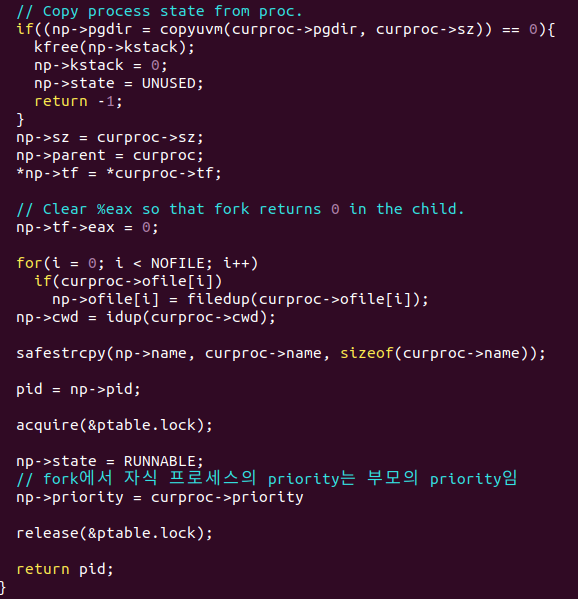 // Copy process state from proc.
if((np->pgdir = copyuvm(curproc->pgdir, curproc->sz)) == 0){
kfree(np->kstack);
np->kstack = 0;
np->state = UNUSED;
return -1;
}
np->sz = curproc->sz;
np->parent = curproc;
*np->tf = *curproc->tf;
// Clear %eax so that fork returns 0 in the child.
np->tf->eax = 0;
for(i = 0; i < NOFILE; i++)
if(curproc->ofile[i])
np->ofile[i] = filedup(curproc->ofile[i]);
np->cwd = idup(curproc->cwd);
safestrcpy(np->name, curproc->name, sizeof(curproc->name));
pid = np->pid;
acquire(&ptable.lock);
np->state = RUNNABLE;
// fork에서 자식 프로세스의 priority는 부모의 priority임
np->priority = curproc->priority
release(&ptable.lock);
return pid;
}